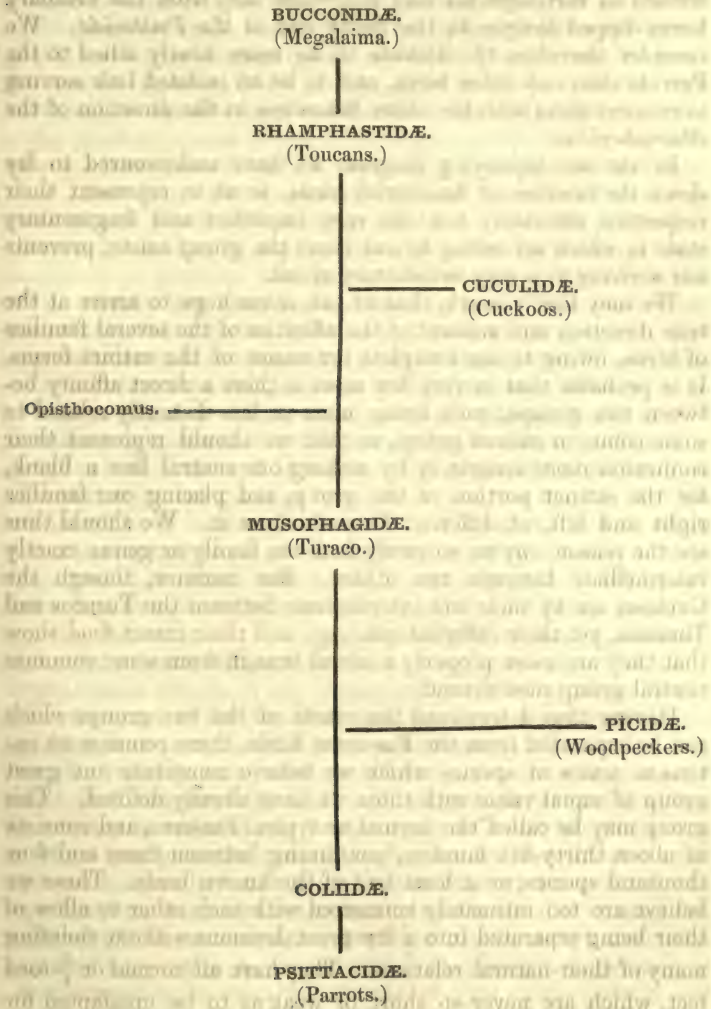 BUCCONIDÆ.
(Megalaima.)
RHAMPHASTIDÆ.
(Toucans.)
CUCULIDÆ.
(Cuckoos.)
Opisthocomus.
MUSOPHAGIDÆ.
(Turaco.)
PICIDÆ.
(Woodpeckers.)
COLIIDÆ.
PSITTACIDÆ.
(Parrots.)